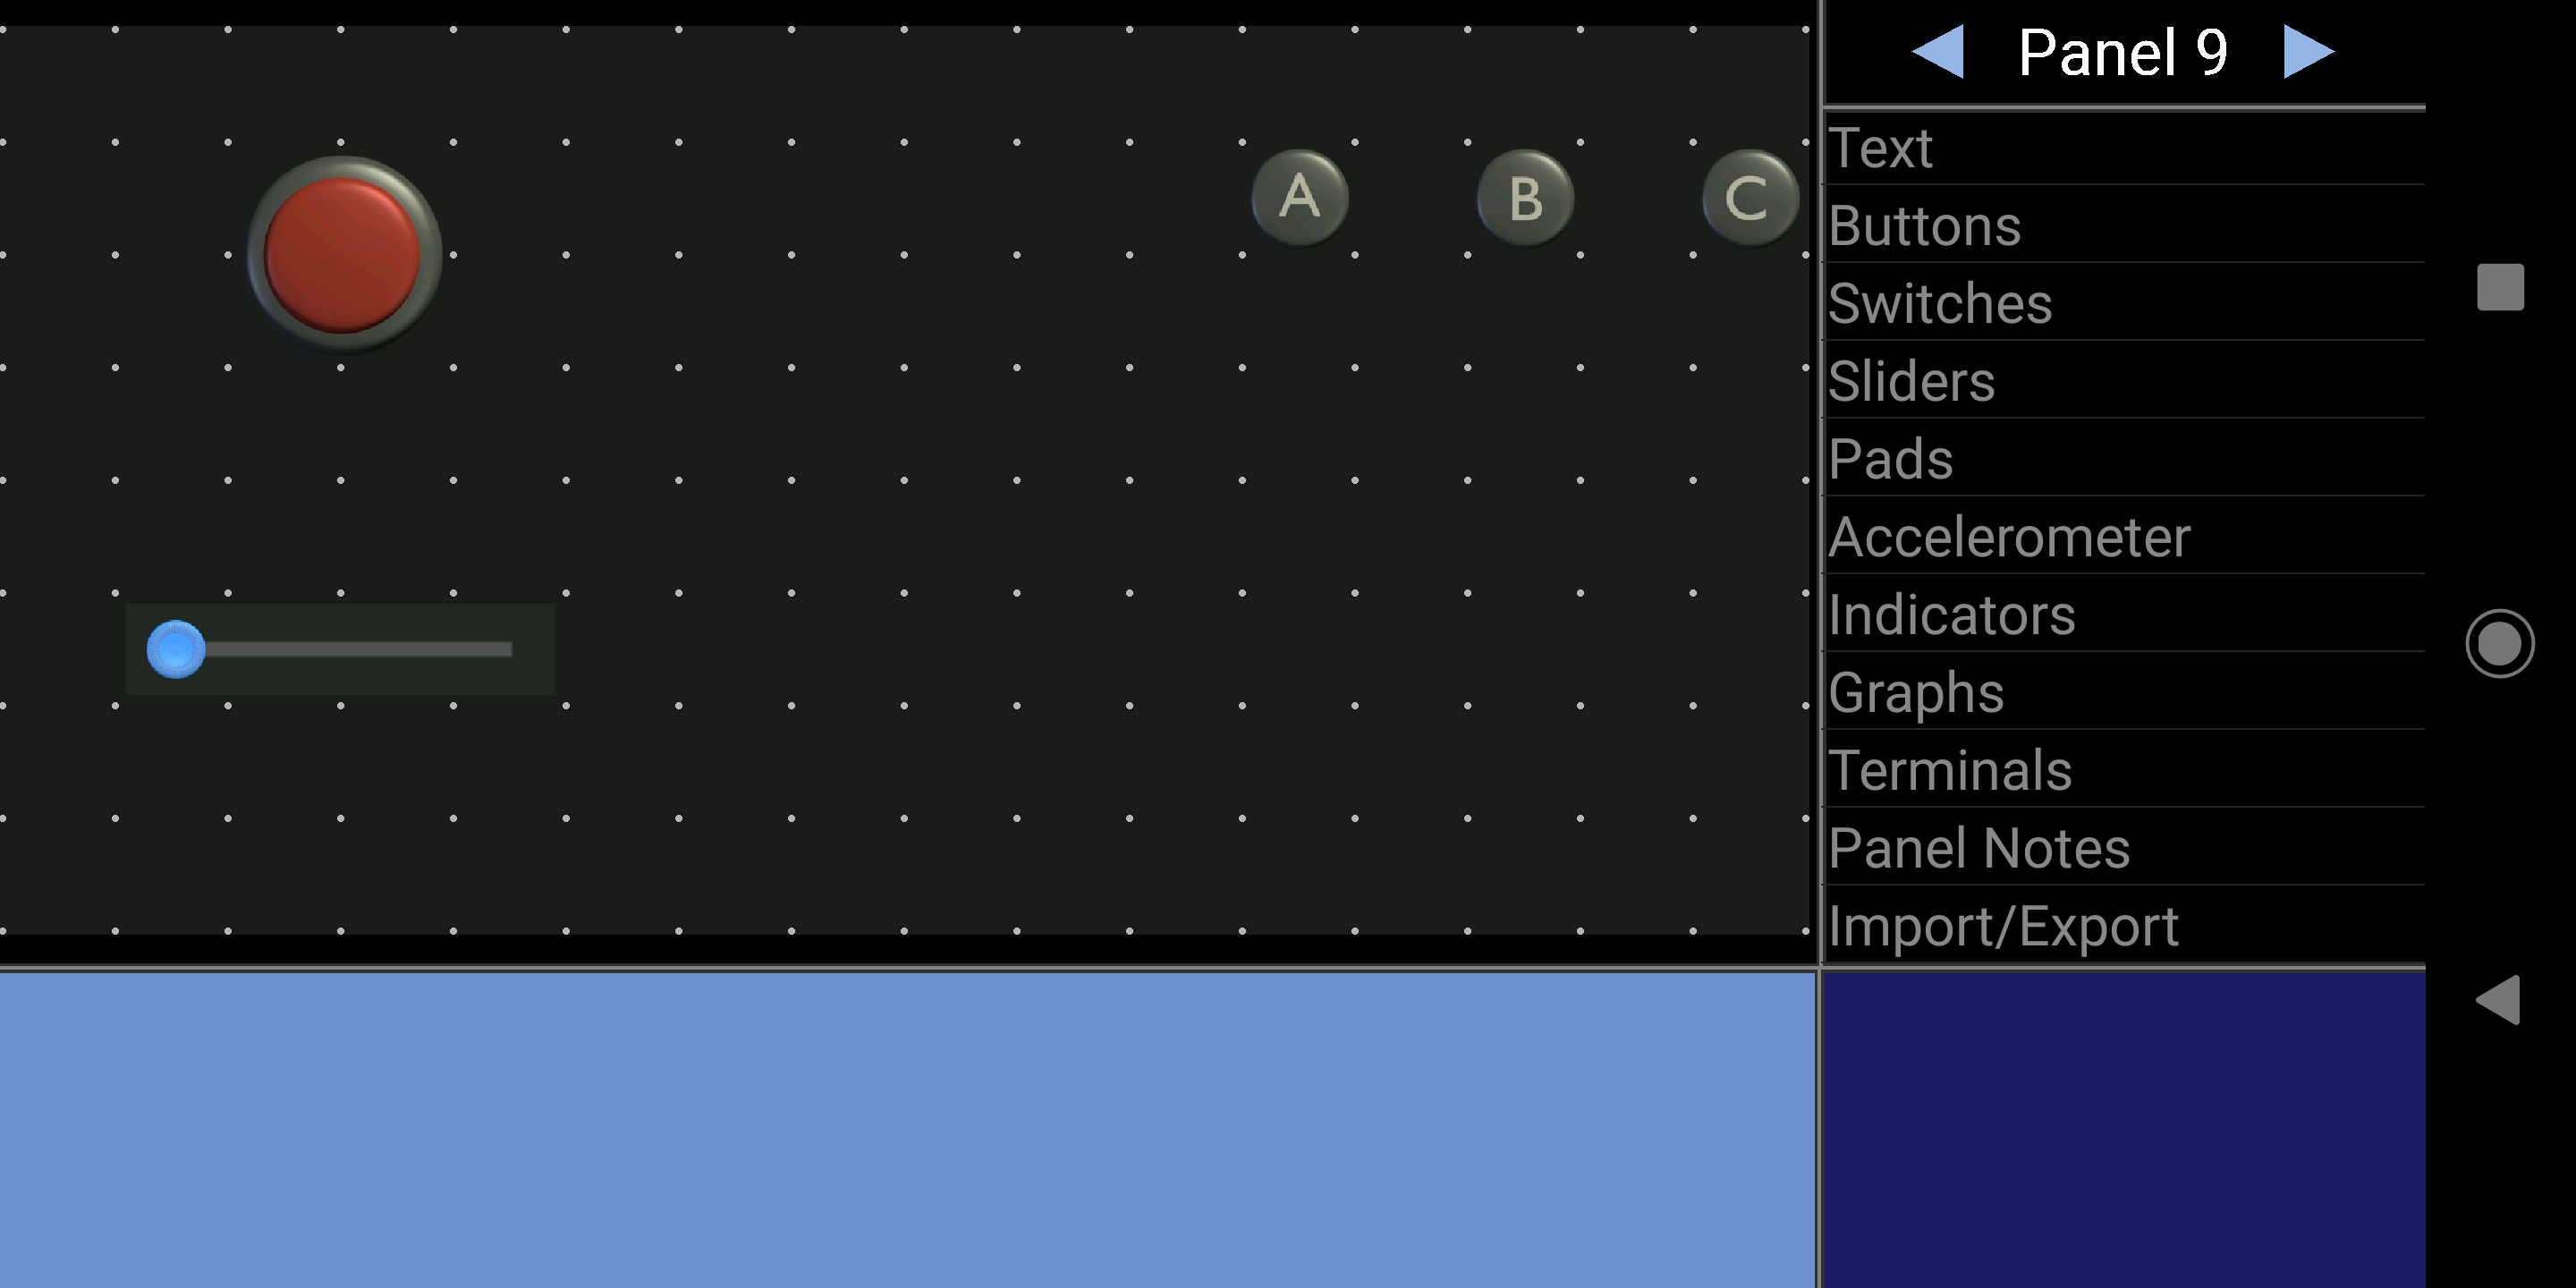 Panel 9
A B C
Text
Buttons
Switches
Sliders
Pads
Accelerometer
Indicators
Graphs
Terminals
Panel Notes
Import/Export